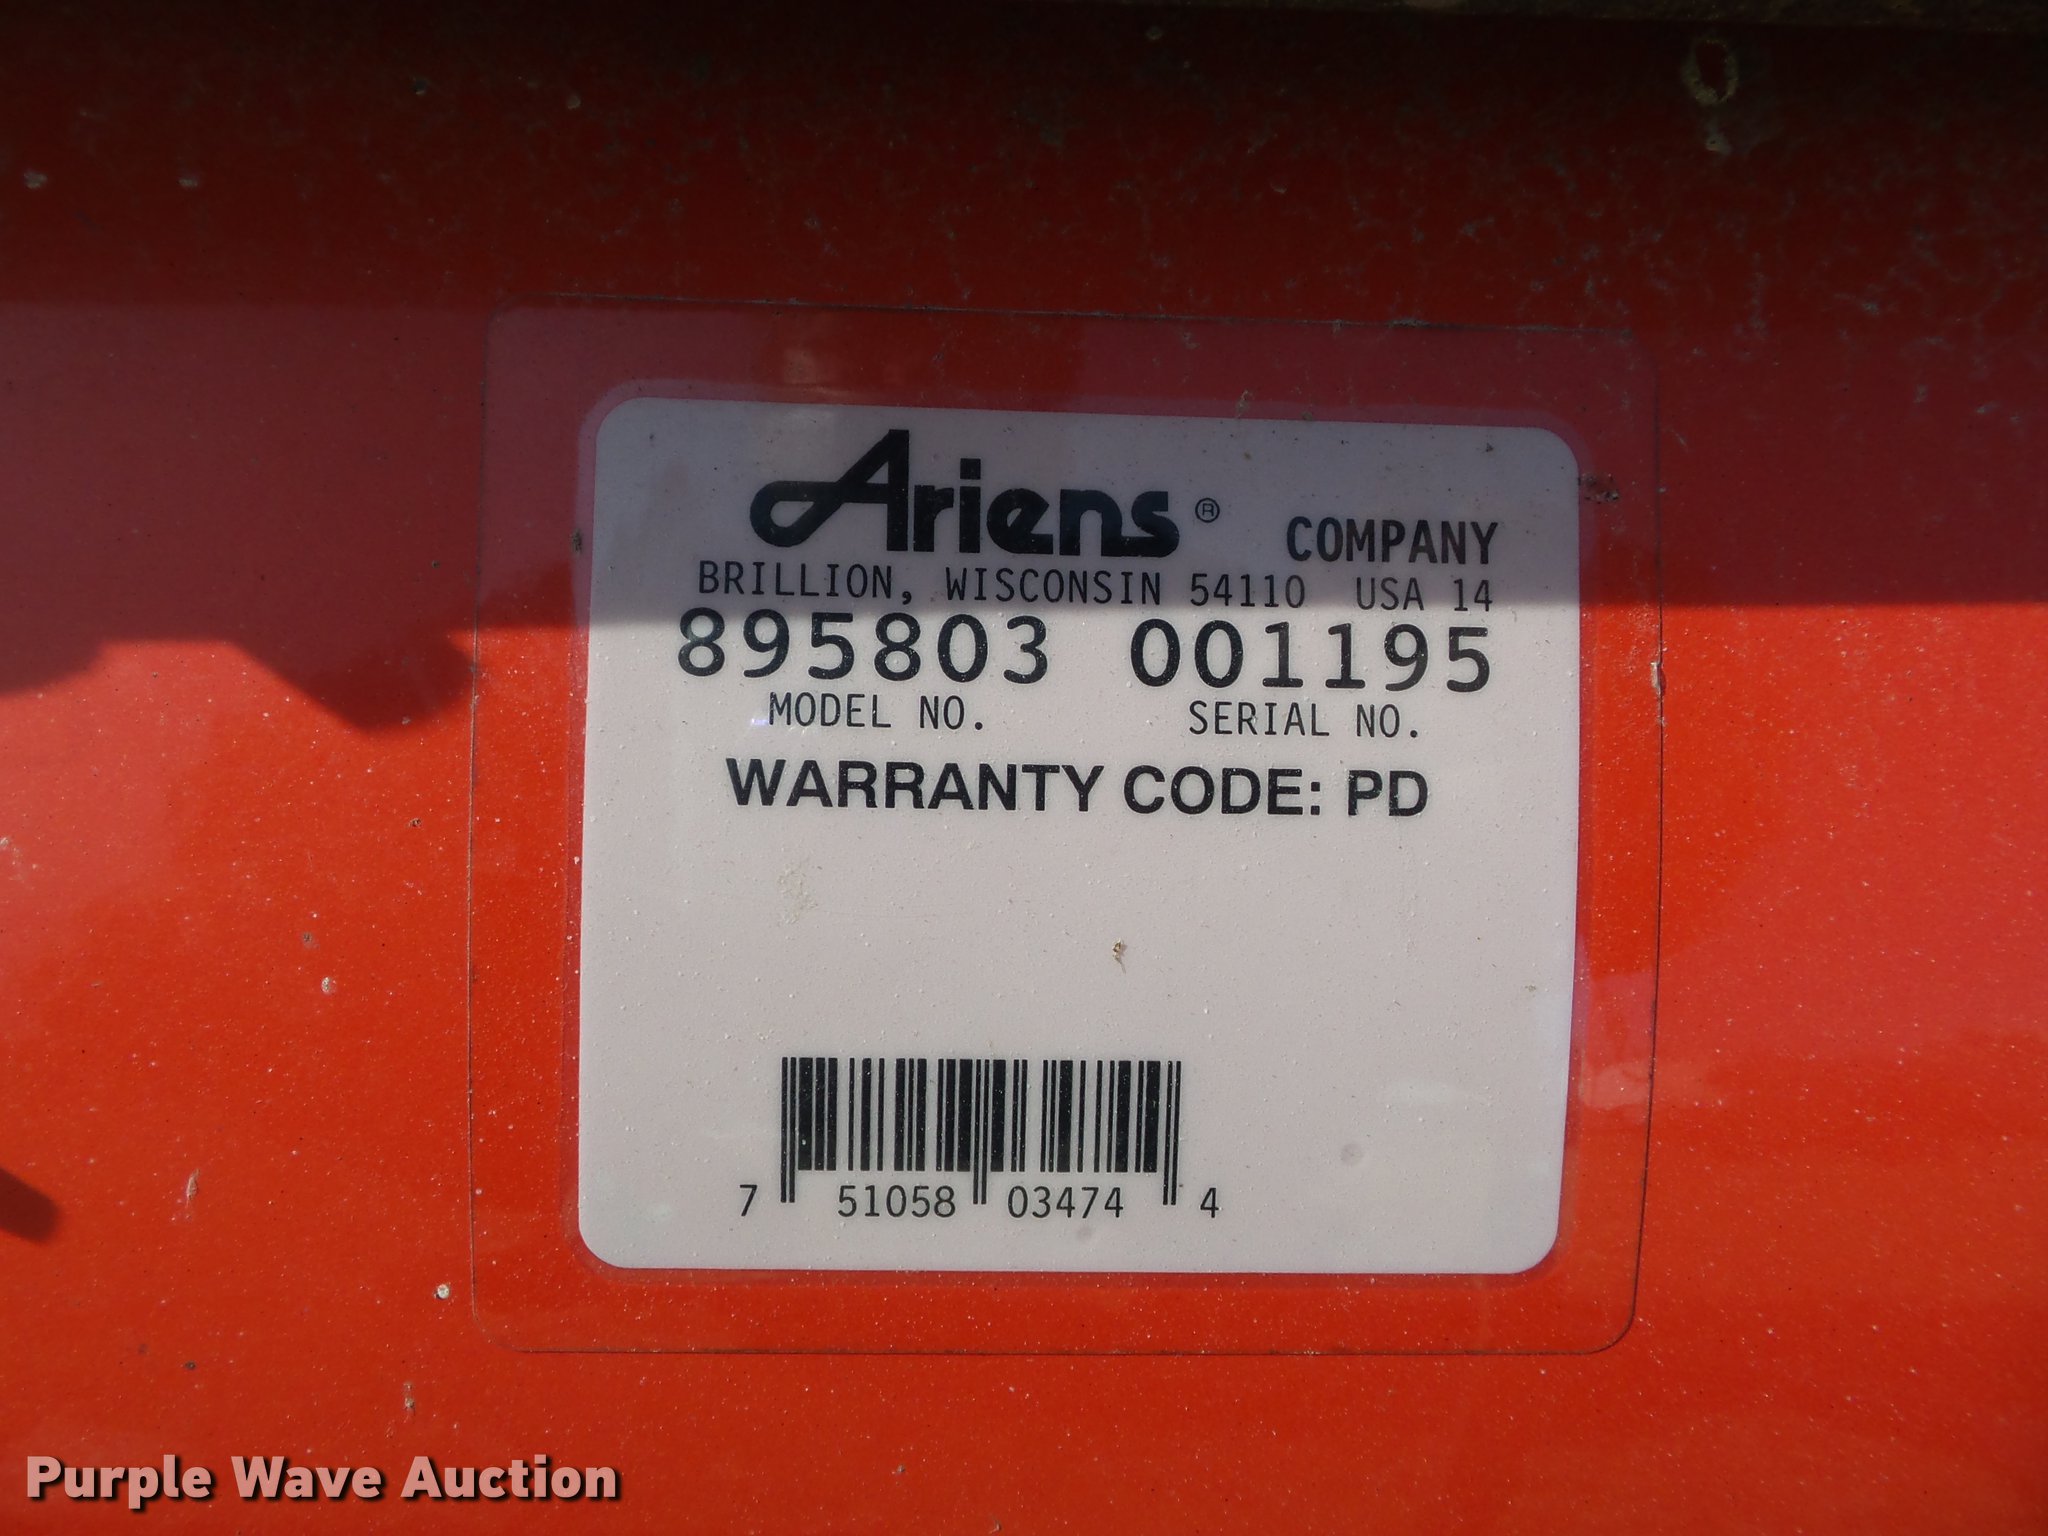 Ariens® COMPANY
BRILLION, WISCONSIN 54110 USA 14
895803 001195
MODEL NO. SERIAL NO.
WARRANTY CODE: PD
7 51058 03474 4
Purple Wave Auction